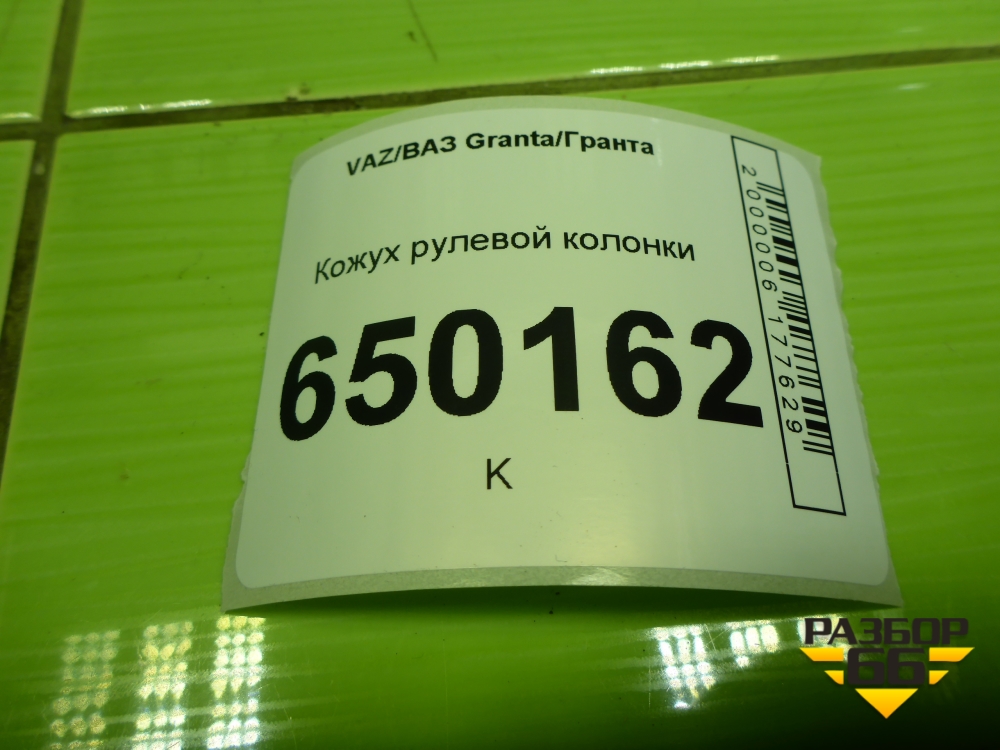 VAZ/ВАЗ Granta/Гранта
Кожух рулевой колонки
650162
К
2000006177629
РАЗБОР
66